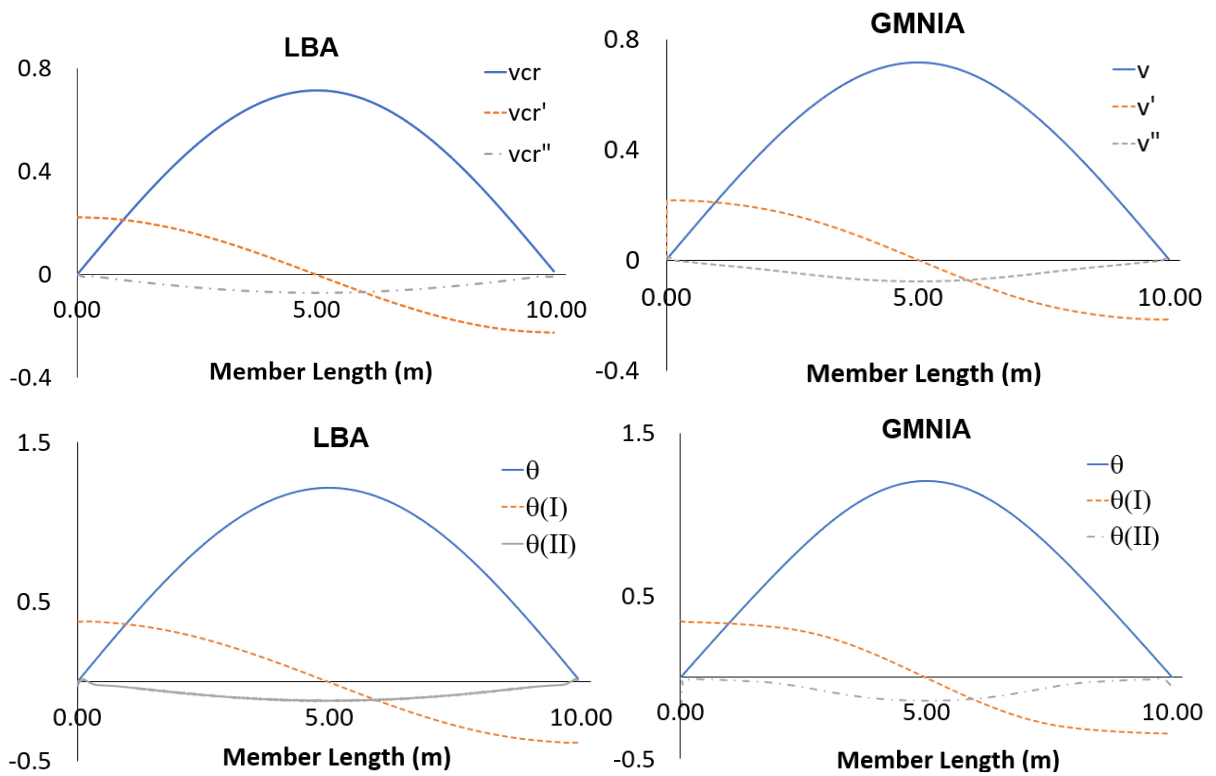 LBA
0.8
vcr
vcr'
vcr"
0.4
0
0.00
5.00
10.00
Member Length (m)
-0.4
GMNIA
0.8
v
v'
v"
0.4
0
0.00
5.00
10.00
Member Length (m)
-0.4
LBA
1.5
θ
θ(I)
θ(II)
0.5
0.00
5.00
10.00
Member Length (m)
-0.5
GMNIA
1.5
θ
θ(I)
θ(II)
0.5
0.00
5.00
10.00
Member Length (m)
-0.5